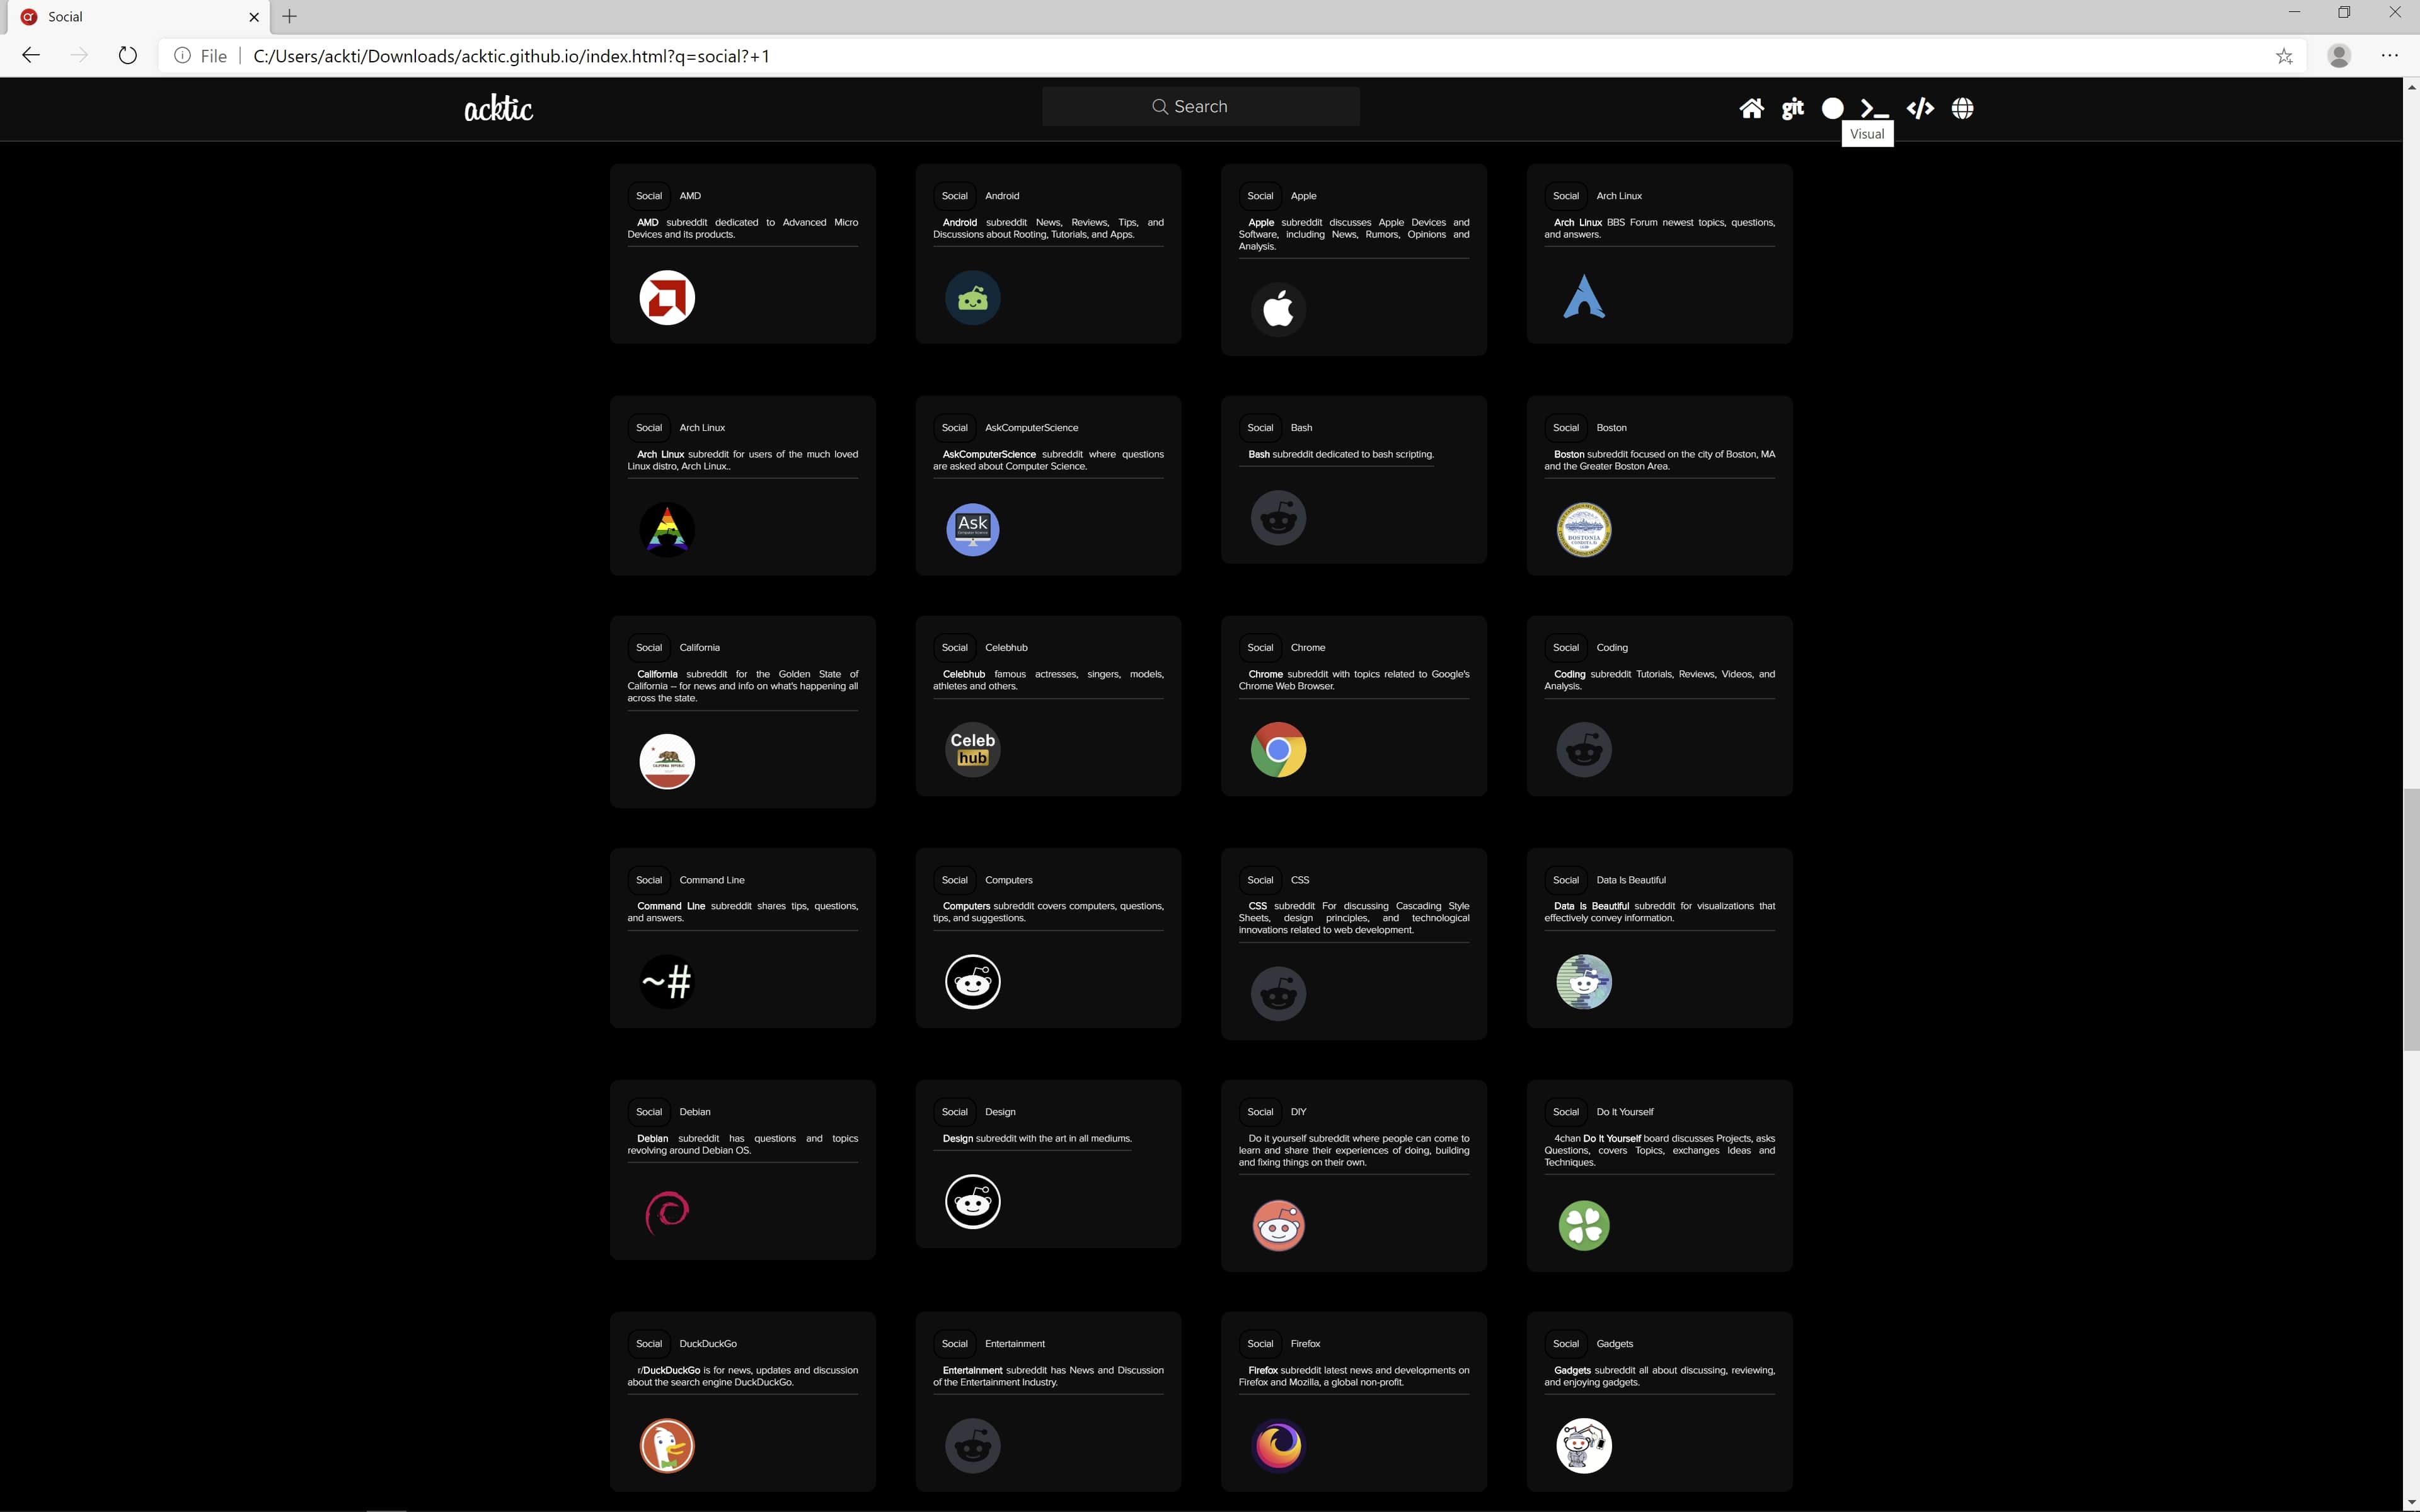 Social
File | C:/Users/ackti/Downloads/acktic.github.io/index.html?q=social?+1
acktic
Search
git
Visual
Social AMD
AMD subreddit dedicated to Advanced Micro
Devices and its products.
Social Android
Android subreddit News, Reviews, Tips, and
Discussions about Rooting, Tutorials, and Apps.
Social Apple
Apple subreddit discusses Apple Devices and
Software, including News, Rumors, Opinions and
Analysis.
Social Arch Linux
Arch Linux BBS Forum newest topics, questions,
and answers.
Social Arch Linux
Arch Linux subreddit for users of the much loved
Linux distro, Arch Linux..
Social AskComputerScience
AskComputerScience subreddit where questions
are asked about Computer Science.
Ask
Computer Science
Social Bash
Bash subreddit dedicated to bash scripting.
Social Boston
Boston subreddit focused on the city of Boston, MA
and the Greater Boston Area.
BOSTONIA
Social California
California subreddit for the Golden State of
California – for news and info on what's happening all
across the state.
CALIFORNIA REPUBLIC
Social Celebhub
Celebhub famous actresses, singers, models,
athletes and others.
Celeb
hub
Social Chrome
Chrome subreddit with topics related to Google's
Chrome Web Browser.
Social Coding
Coding subreddit Tutorials, Reviews, Videos, and
Analysis.
Social Command Line
Command Line subreddit shares tips, questions,
and answers.
~#
Social Computers
Computers subreddit covers computers, questions,
tips, and suggestions.
Social CSS
CSS subreddit For discussing Cascading Style
Sheets, design principles, and technological
innovations related to web development.
Social Data Is Beautiful
Data Is Beautiful subreddit for visualizations that
effectively convey information.
Social Debian
Debian subreddit has questions and topics
revolving around Debian OS.
Social Design
Design subreddit with the art in all mediums.
Social DIY
Do it yourself subreddit where people can come to
learn and share their experiences of doing, building
and fixing things on their own.
Social Do It Yourself
4chan Do It Yourself board discusses Projects, asks
Questions, covers Topics, exchanges Ideas and
Techniques.
Social DuckDuckGo
r/DuckDuckGo is for news, updates and discussion
about the search engine DuckDuckGo.
Social Entertainment
Entertainment subreddit has News and Discussion
of the Entertainment Industry.
Social Firefox
Firefox subreddit latest news and developments on
Firefox and Mozilla, a global non-profit.
Social Gadgets
Gadgets subreddit all about discussing, reviewing,
and enjoying gadgets.